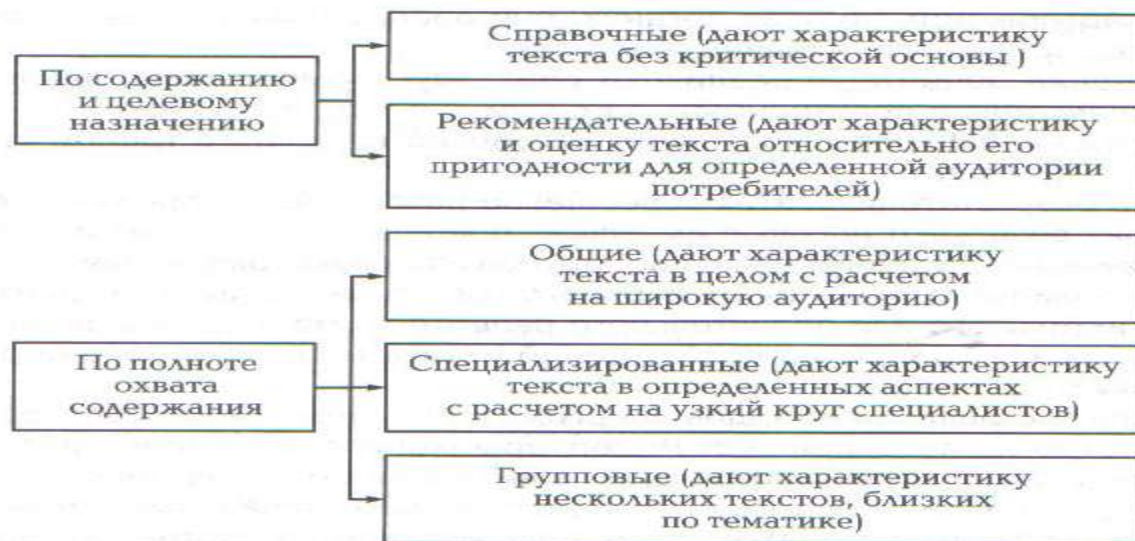 По содержанию
и целевому
назначению
Справочные (дают характеристику
текста без критической основы )
Рекомендательные (дают характеристику
и оценку текста относительно его
пригодности для определенной аудитории
потребителей)
По полноте
охвата
содержания
Общие (дают характеристику
текста в целом с расчетом
на широкую аудиторию)
Специализированные (дают характеристику
текста в определенных аспектах
с расчетом на узкий круг специалистов)
Групповые (дают характеристику
нескольких текстов, близких
по тематике)